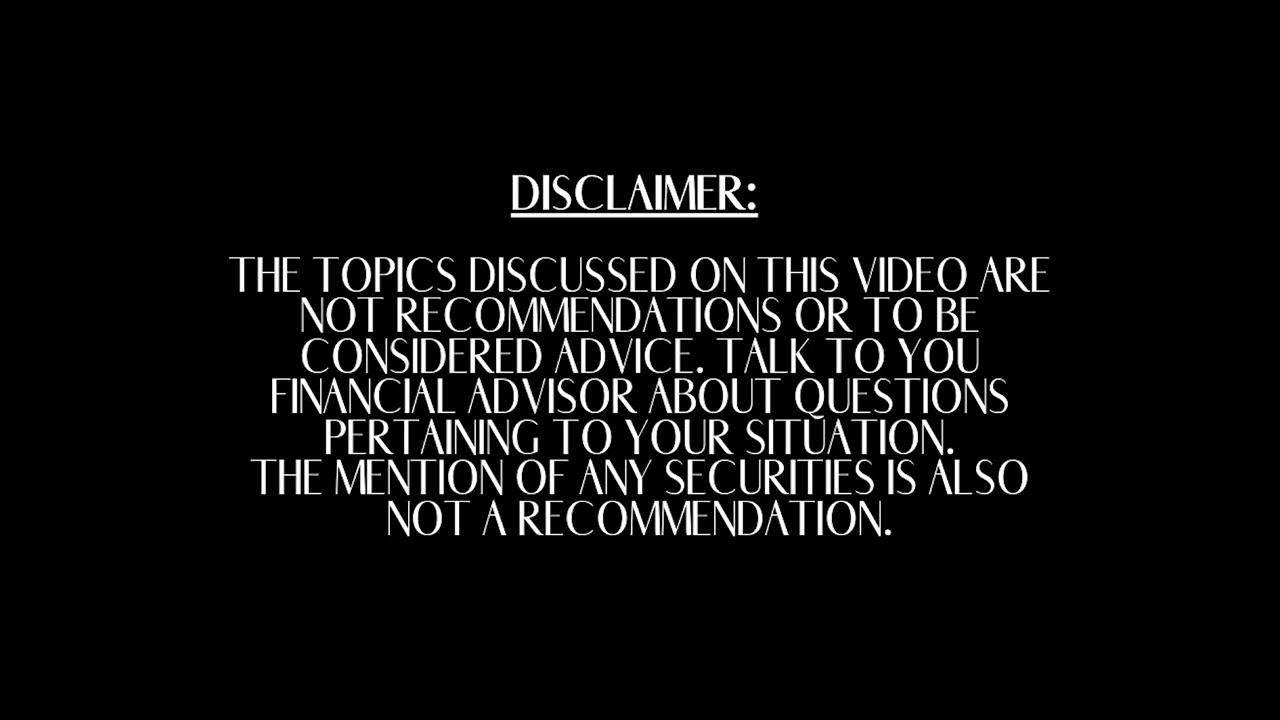 DISCLAIMER:
THE TOPICS DISCUSSED ON THIS VIDEO ARE
NOT RECOMMENDATIONS OR TO BE
CONSIDERED ADVICE. TALK TO YOU
FINANCIAL ADVISOR ABOUT QUESTIONS
PERTAINING TO YOUR SITUATION.
THE MENTION OF ANY SECURITIES IS ALSO
NOT A RECOMMENDATION.